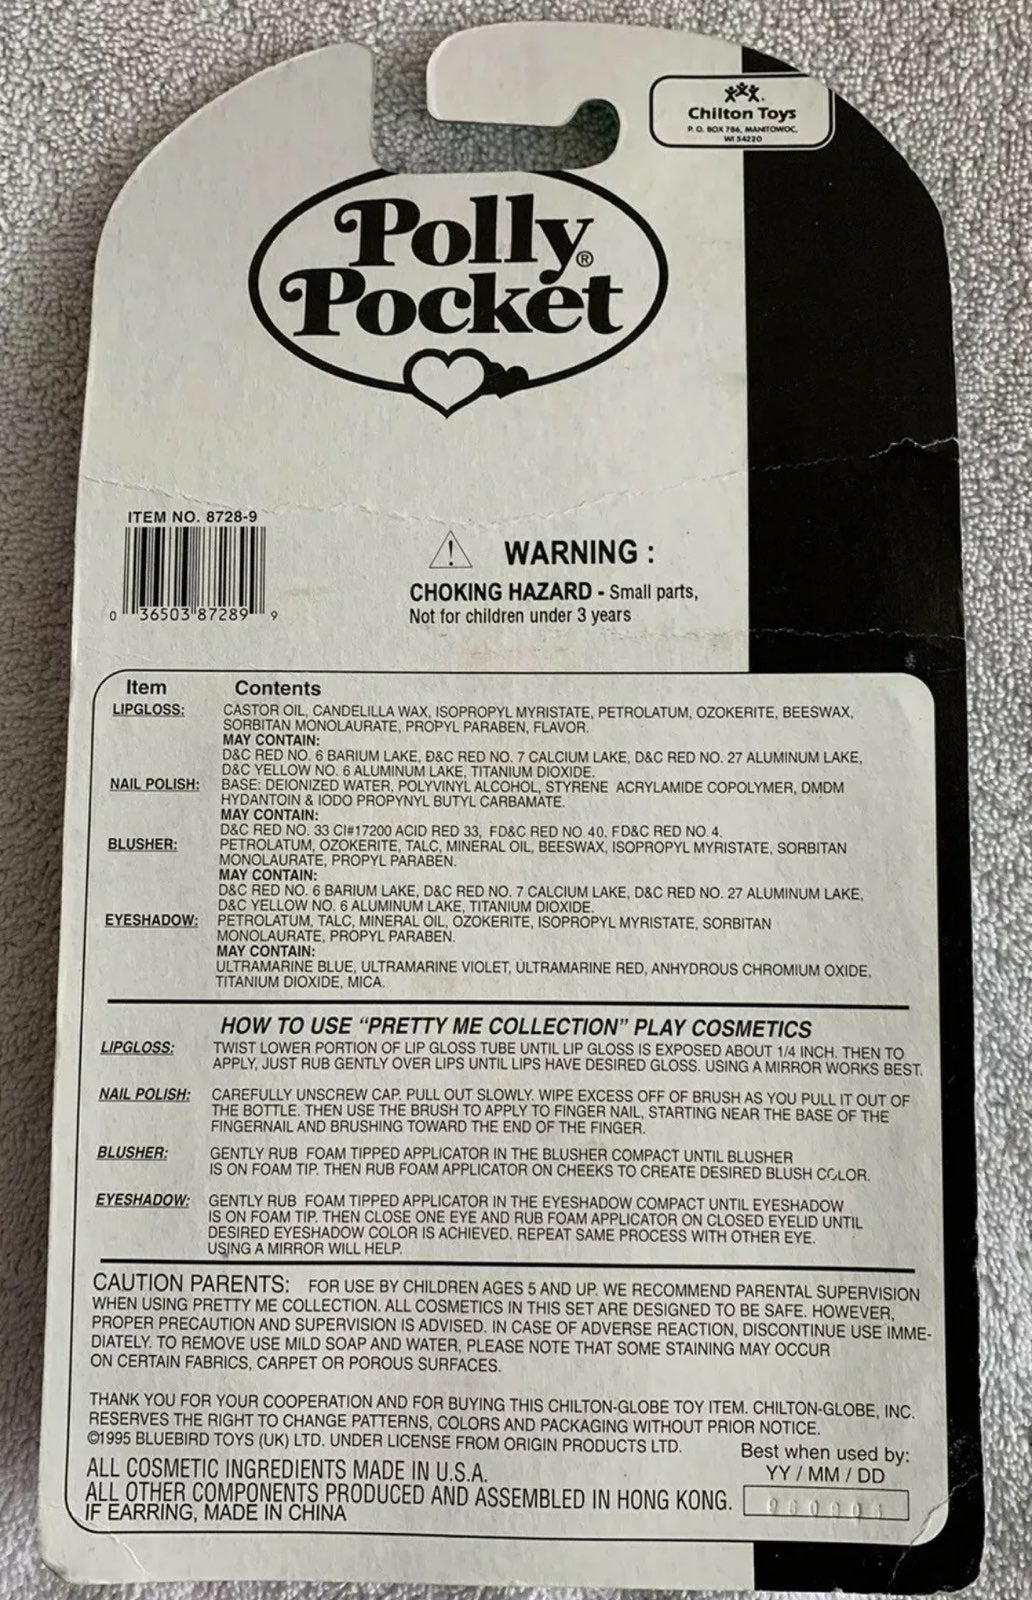 Chilton Toys
P.O. BOX 786, MANITOWOC,
WI 54220
Polly
Pocket®
ITEM NO. 8728-9
0 36503 87289 9
WARNING :
CHOKING HAZARD - Small parts,
Not for children under 3 years
Item Contents
LIPGLOSS: CASTOR OIL, CANDELILLA WAX, ISOPROPYL MYRISTATE, PETROLATUM, OZOKERITE, BEESWAX,
SORBITAN MONOLAURATE, PROPYL PARABEN, FLAVOR.
MAY CONTAIN:
D&C RED NO. 6 BARIUM LAKE, D&C RED NO. 7 CALCIUM LAKE, D&C RED NO. 27 ALUMINUM LAKE,
D&C YELLOW NO. 6 ALUMINUM LAKE, TITANIUM DIOXIDE.
NAIL POLISH: BASE: DEIONIZED WATER, POLYVINYL ALCOHOL, STYRENE ACRYLAMIDE COPOLYMER, DMDM
HYDANTOIN & IODO PROPYNYL BUTYL CARBAMATE.
MAY CONTAIN:
D&C RED NO. 33 CI#17200 ACID RED 33, FD&C RED NO. 40, FD&C RED NO. 4.
BLUSHER: PETROLATUM, OZOKERITE, TALC, MINERAL OIL, BEESWAX, ISOPROPYL MYRISTATE, SORBITAN
MONOLAURATE, PROPYL PARABEN.
MAY CONTAIN:
D&C RED NO. 6 BARIUM LAKE, D&C RED NO. 7 CALCIUM LAKE, D&C RED NO. 27 ALUMINUM LAKE,
D&C YELLOW NO. 6 ALUMINUM LAKE, TITANIUM DIOXIDE.
EYESHADOW: PETROLATUM, TALC, MINERAL OIL, OZOKERITE, ISOPROPYL MYRISTATE, SORBITAN
MONOLAURATE, PROPYL PARABEN.
MAY CONTAIN:
ULTRAMARINE BLUE, ULTRAMARINE VIOLET, ULTRAMARINE RED, ANHYDROUS CHROMIUM OXIDE,
TITANIUM DIOXIDE, MICA.
HOW TO USE "PRETTY ME COLLECTION" PLAY COSMETICS
LIPGLOSS: TWIST LOWER PORTION OF LIP GLOSS TUBE UNTIL LIP GLOSS IS EXPOSED ABOUT 1/4 INCH. THEN TO
APPLY, JUST RUB GENTLY OVER LIPS UNTIL LIPS HAVE DESIRED GLOSS. USING A MIRROR WORKS BEST.
NAIL POLISH: CAREFULLY UNSCREW CAP. PULL OUT SLOWLY. WIPE EXCESS OFF OF BRUSH AS YOU PULL IT OUT OF
THE BOTTLE. THEN USE THE BRUSH TO APPLY TO FINGER NAIL, STARTING NEAR THE BASE OF THE
FINGERNAIL AND BRUSHING TOWARD THE END OF THE FINGER.
BLUSHER: GENTLY RUB FOAM TIPPED APPLICATOR IN THE BLUSHER COMPACT UNTIL BLUSHER
IS ON FOAM TIP. THEN RUB FOAM APPLICATOR ON CHEEKS TO CREATE DESIRED BLUSH COLOR.
EYESHADOW: GENTLY RUB FOAM TIPPED APPLICATOR IN THE EYESHADOW COMPACT UNTIL EYESHADOW
IS ON FOAM TIP. THEN CLOSE ONE EYE AND RUB FOAM APPLICATOR ON CLOSED EYELID UNTIL
DESIRED EYESHADOW COLOR IS ACHIEVED. REPEAT SAME PROCESS WITH OTHER EYE.
USING A MIRROR WILL HELP.
CAUTION PARENTS: FOR USE BY CHILDREN AGES 5 AND UP. WE RECOMMEND PARENTAL SUPERVISION
WHEN USING PRETTY ME COLLECTION. ALL COSMETICS IN THIS SET ARE DESIGNED TO BE SAFE. HOWEVER,
PROPER PRECAUTION AND SUPERVISION IS ADVISED. IN CASE OF ADVERSE REACTION, DISCONTINUE USE IMME-
DIATELY. TO REMOVE USE MILD SOAP AND WATER, PLEASE NOTE THAT SOME STAINING MAY OCCUR
ON CERTAIN FABRICS, CARPET OR POROUS SURFACES.
THANK YOU FOR YOUR COOPERATION AND FOR BUYING THIS CHILTON-GLOBE TOY ITEM. CHILTON-GLOBE, INC.
RESERVES THE RIGHT TO CHANGE PATTERNS, COLORS AND PACKAGING WITHOUT PRIOR NOTICE.
©1995 BLUEBIRD TOYS (UK) LTD. UNDER LICENSE FROM ORIGIN PRODUCTS LTD.
Best when used by:
YY / MM / DD
ALL COSMETIC INGREDIENTS MADE IN U.S.A.
ALL OTHER COMPONENTS PRODUCED AND ASSEMBLED IN HONG KONG.
IF EARRING, MADE IN CHINA